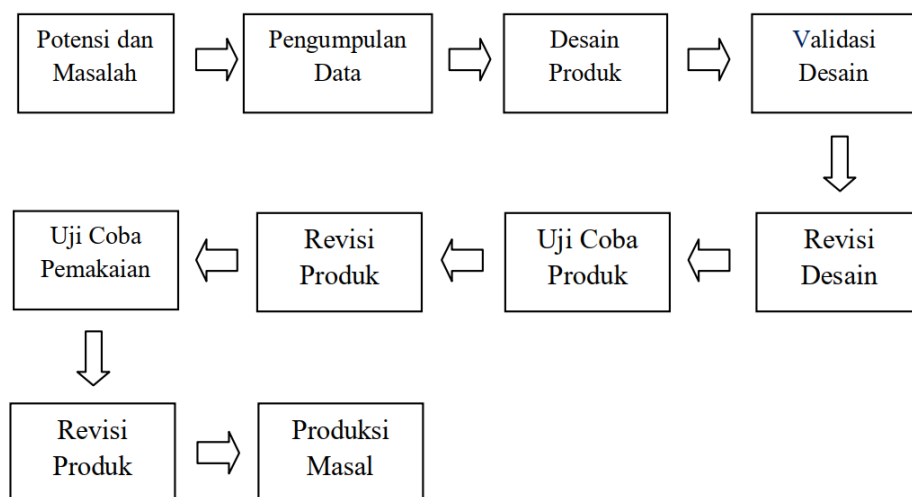 Potensi dan
Masalah
Pengumpulan
Data
Desain
Produk
Validasi
Desain
Revisi
Desain
Uji Coba
Produk
Revisi
Produk
Uji Coba
Pemakaian
Revisi
Produk
Produksi
Masal